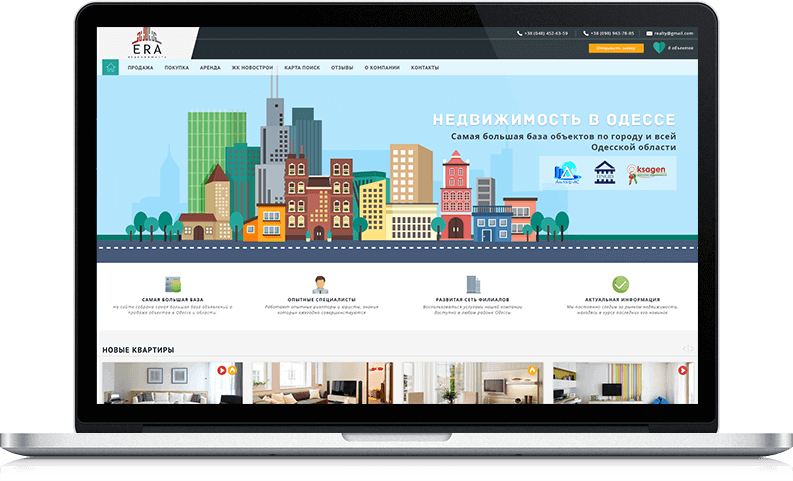 ERA
НЕДВИЖИМОСТЬ
+38 (048) 452-63-59
+38 (098) 963-78-85
realty@gmail.com
Оставить заявку
0 объектов
ПРОДАЖА
ПОКУПКА
АРЕНДА
ЖК НОВОСТРОИ
КАРТА ПОИСК
ОТЗЫВЫ
О КОМПАНИИ
КОНТАКТЫ
НЕДВИЖИМОСТЬ В ОДЕССЕ
Самая большая база объектов по городу и всей
Одесской области
ksagen
САМАЯ БОЛЬШАЯ БАЗА
На сайте собрана самая большая база объявлений о
продаже объектов в Одессе и области
ОПЫТНЫЕ СПЕЦИАЛИСТЫ
Работают опытные риэлторы и юристы, знания
которых ежегодно совершенствуются
РАЗВИТАЯ СЕТЬ ФИЛИАЛОВ
Воспользоваться услугами нашей компании
доступно в любом районе Одессы
АКТУАЛЬНАЯ ИНФОРМАЦИЯ
Мы постоянно следим за рынком недвижимости,
находясь в курсе последних его новинок
НОВЫЕ КВАРТИРЫ